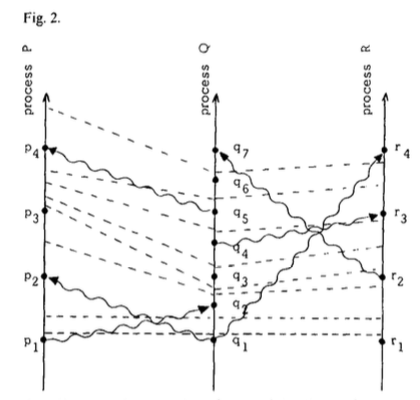 Fig. 2.
process P
process Q
process R
p4
q7
r4
q6
p3
q5
r3
q4
p2
q3
r2
q2
p1
q1
r1